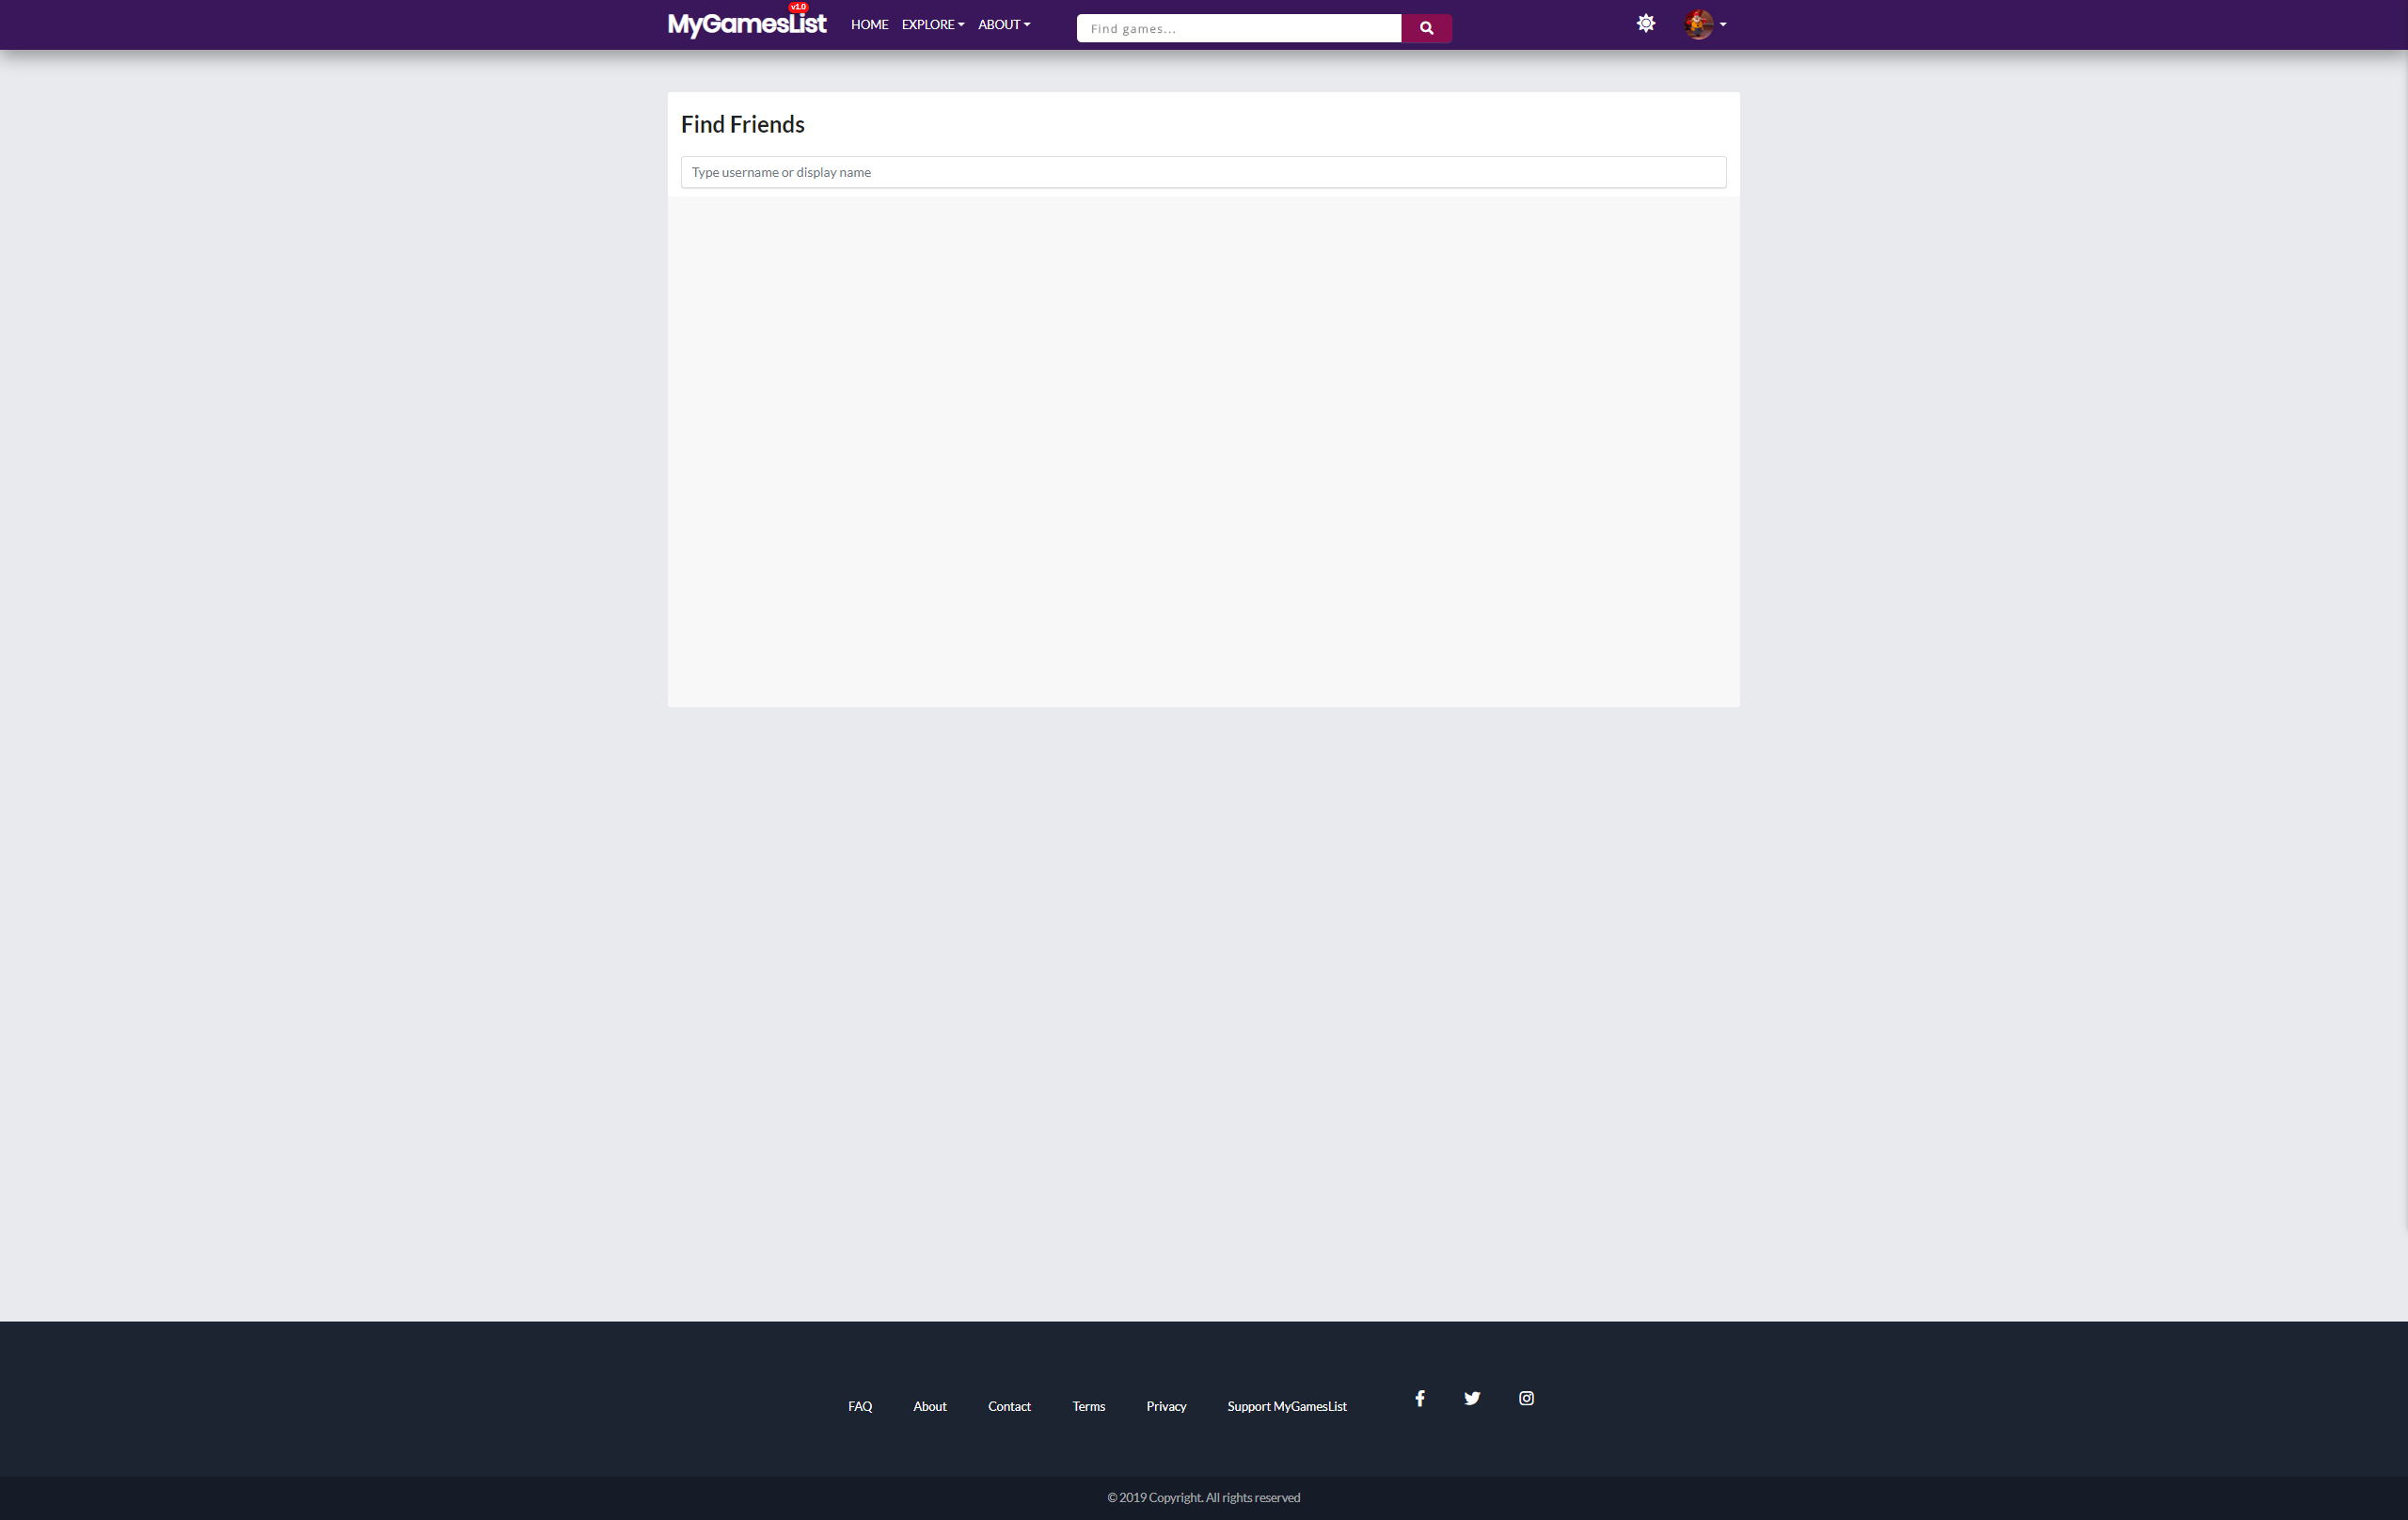 MyGamesList
v1.0
HOME
EXPLORE
ABOUT
Find games...
Find Friends
Type username or display name
FAQ
About
Contact
Terms
Privacy
Support MyGamesList
© 2019 Copyright. All rights reserved